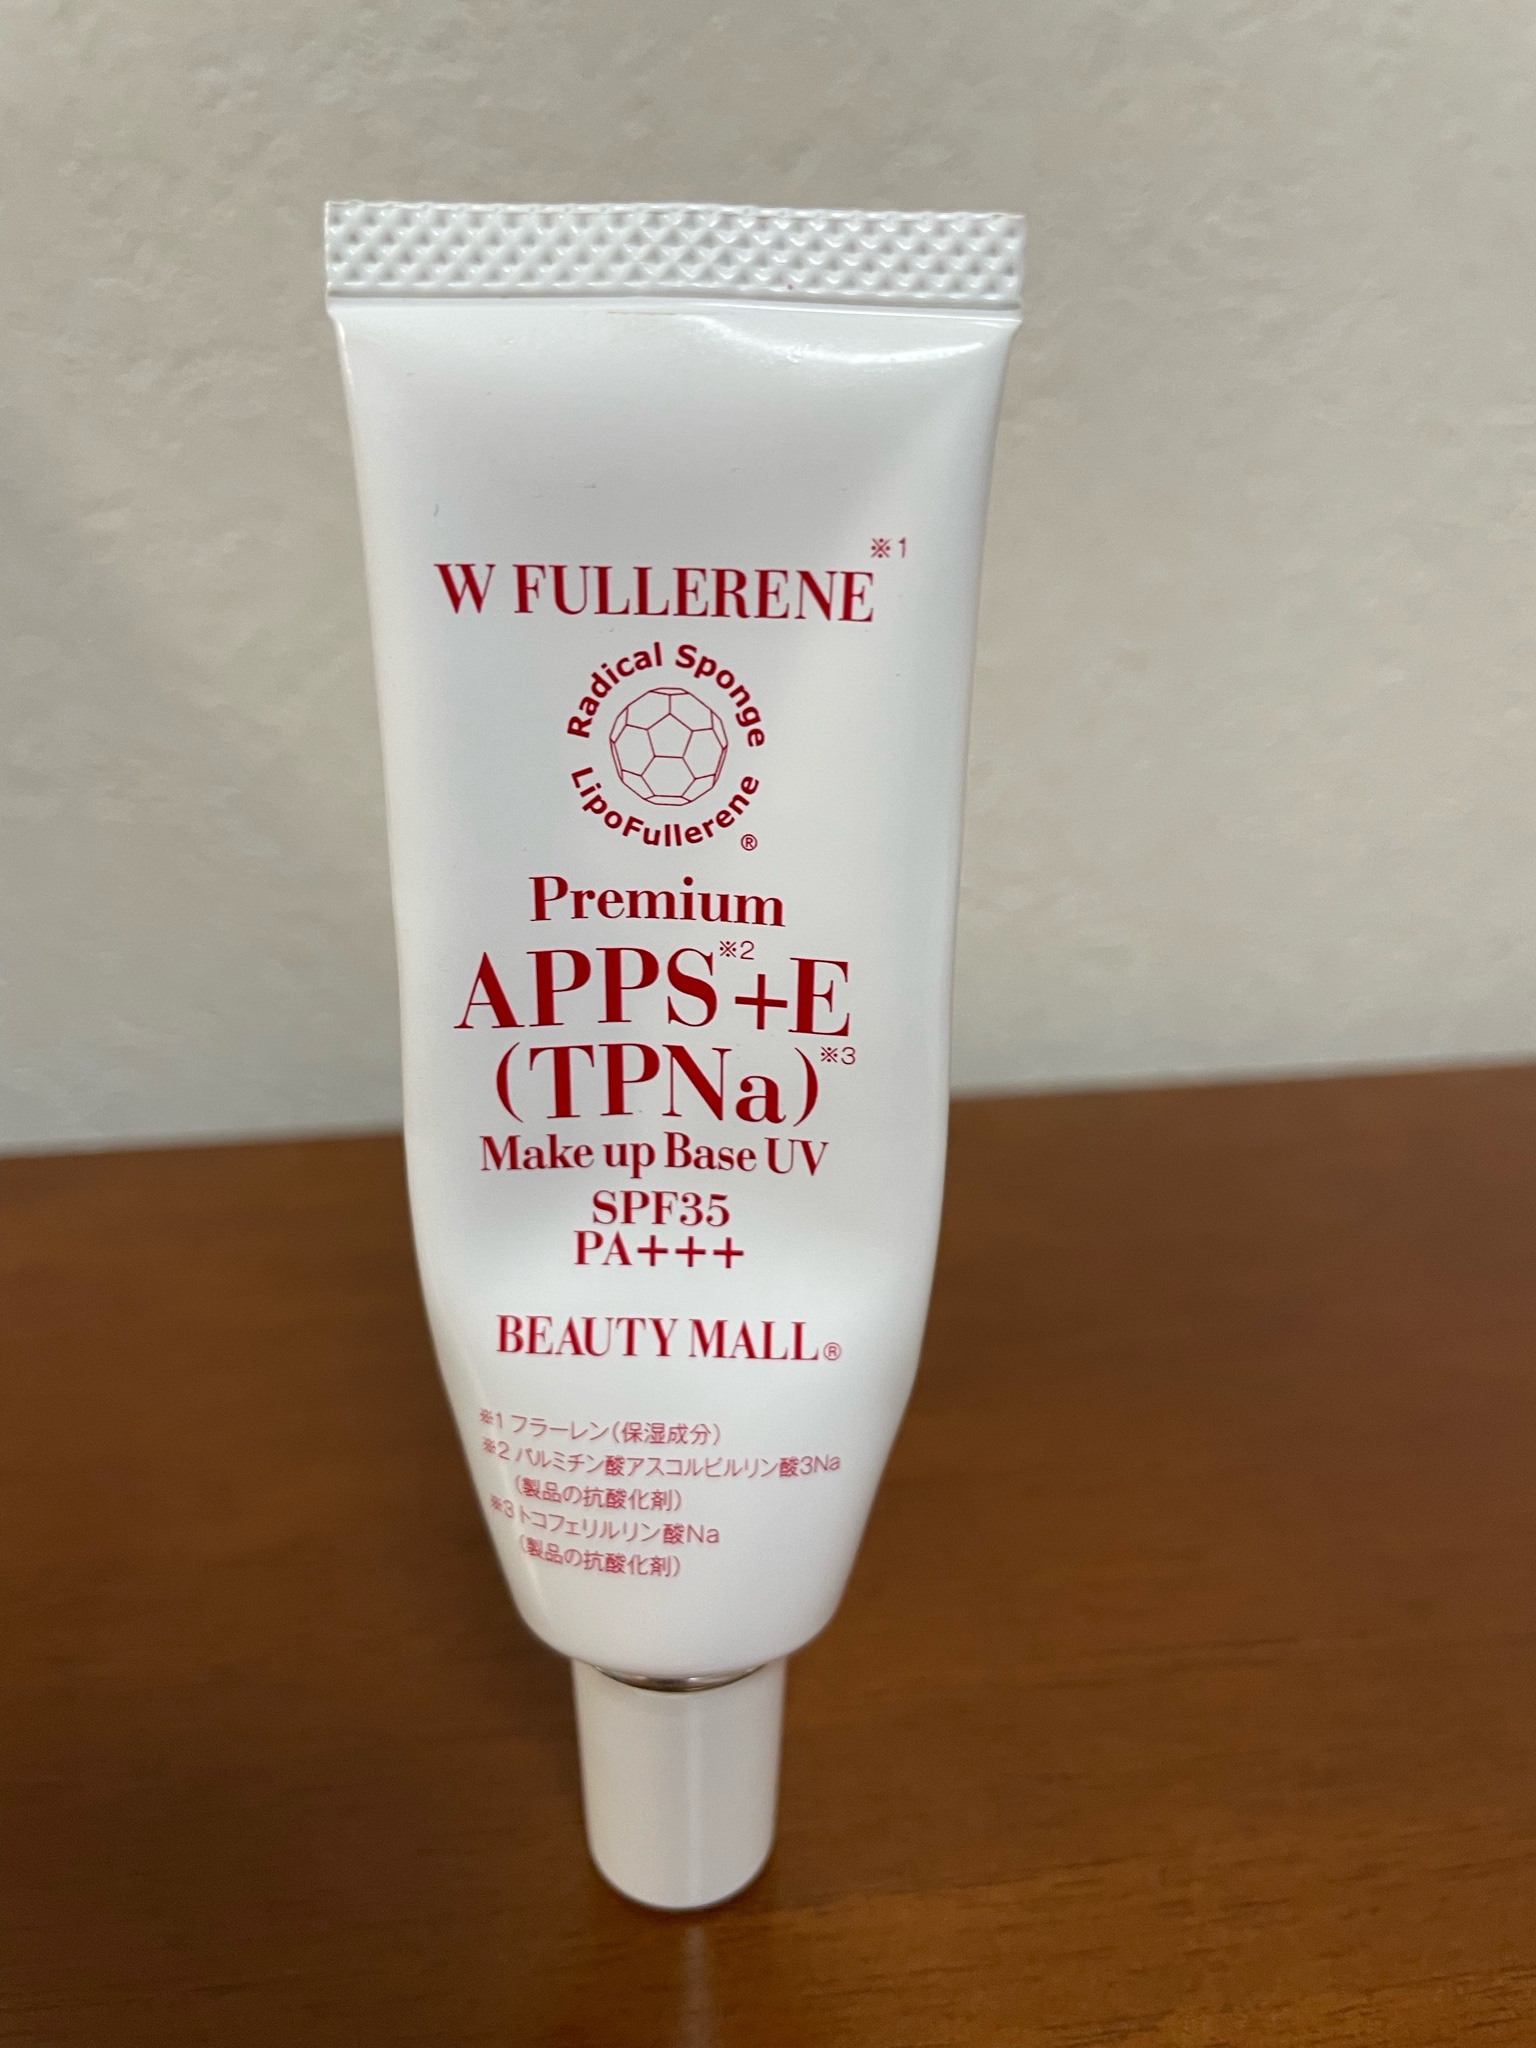 W FULLERENE※1
Radical Sponge
LipoFullerene®
Premium
APPS※2+E
(TPNa)※3
Make up Base UV
SPF35
PA+++
BEAUTY MALL®
※1 フラーレン(保湿成分)
※2 パルミチン酸アスコルビルリン酸3Na
(製品の抗酸化剤)
※3 トコフェリルリン酸Na
(製品の抗酸化剤)